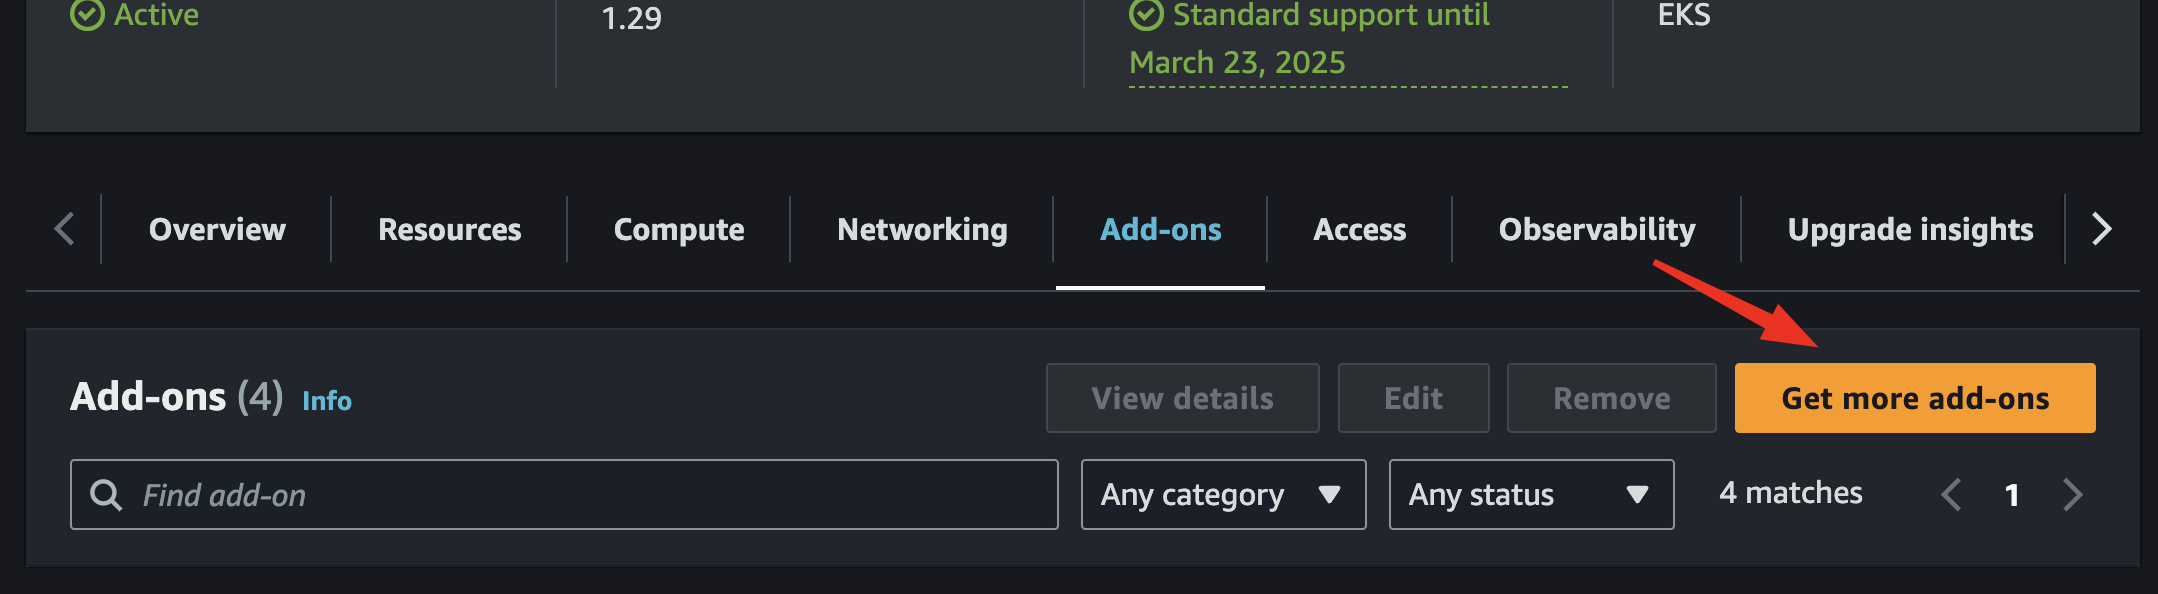 Active
1.29
Standard support until
March 23, 2025
EKS
Overview
Resources
Compute
Networking
Add-ons
Access
Observability
Upgrade insights
Add-ons (4) Info
View details
Edit
Remove
Get more add-ons
Find add-on
Any category
Any status
4 matches
1